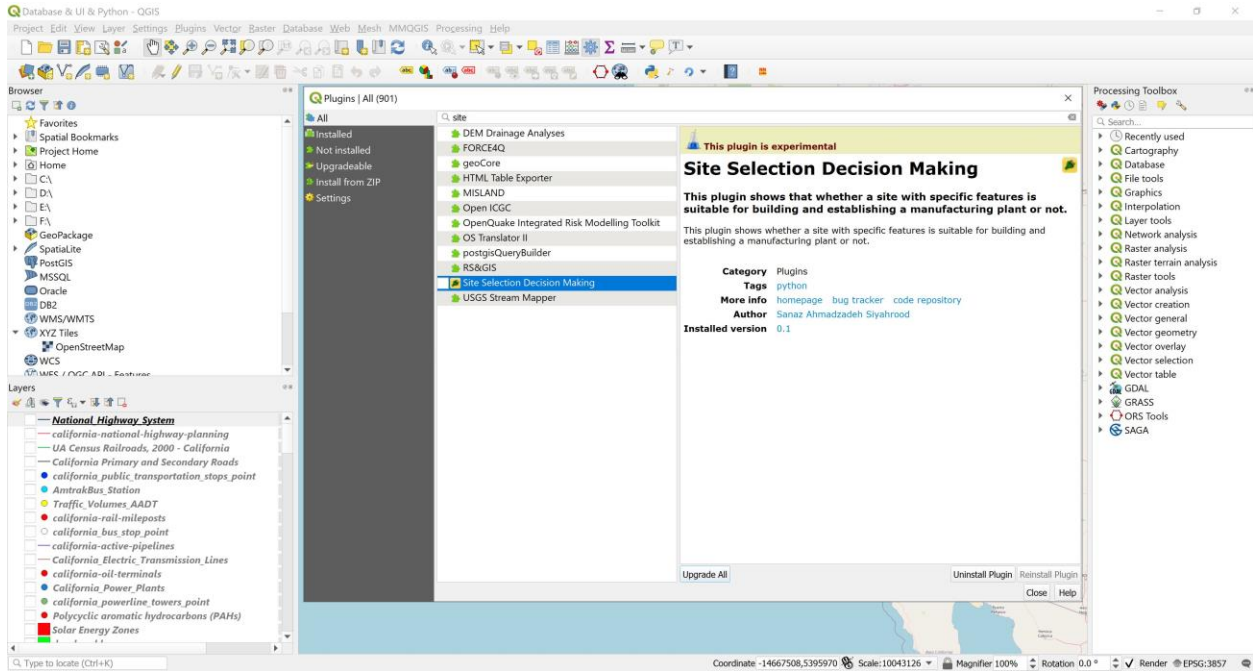 Database & UI & Python - QGIS
Project Edit View Layer Settings Plugins Vector Raster Database Web Mesh MMQGIS Processing Help
Browser
Favorites
Spatial Bookmarks
Project Home
Home
C:\
D:\
E:\
F:\
GeoPackage
SpatiaLite
PostGIS
MSSQL
Oracle
DB2
WMS/WMTS
XYZ Tiles
OpenStreetMap
WCS
WFS / OGC API - Features
Layers
National_Highway_System
california-national-highway-planning
UA Census Railroads, 2000 - California
California Primary and Secondary Roads
california_public_transportation_stops_point
AmtrakBus_Station
Traffic_Volumes_AADT
california-rail-mileposts
california_bus_stop_point
california-active-pipelines
California_Electric_Transmission_Lines
california-oil-terminals
California_Power_Plants
california_powerline_towers_point
Polycyclic aromatic hydrocarbons (PAHs)
Solar Energy Zones
Plugins | All (901)
All
Installed
Not installed
Upgradeable
Install from ZIP
Settings
site
DEM Drainage Analyses
FORCE4Q
geoCore
HTML Table Exporter
MISLAND
Open ICGC
OpenQuake Integrated Risk Modelling Toolkit
OS Translator II
postgisQueryBuilder
RS&GIS
Site Selection Decision Making
USGS Stream Mapper
This plugin is experimental
Site Selection Decision Making
This plugin shows that whether a site with specific features is
suitable for building and establishing a manufacturing plant or not.
This plugin shows whether a site with specific features is suitable for building and
establishing a manufacturing plant or not.
Category Plugins
Tags python
More info homepage bug tracker code repository
Author Sanaz Ahmadzadeh Siyahrood
Installed version 0.1
Upgrade All
Uninstall Plugin Reinstall Plugin
Close Help
Processing Toolbox
Search...
Recently used
Cartography
Database
File tools
Graphics
Interpolation
Layer tools
Network analysis
Raster analysis
Raster terrain analysis
Raster tools
Vector analysis
Vector creation
Vector general
Vector geometry
Vector overlay
Vector selection
Vector table
GDAL
GRASS
ORS Tools
SAGA
Type to locate (Ctrl+K)
Coordinate -14667508,5395970 Scale 1:10043126 Magnifier 100% Rotation 0.0 ° Render EPSG:3857